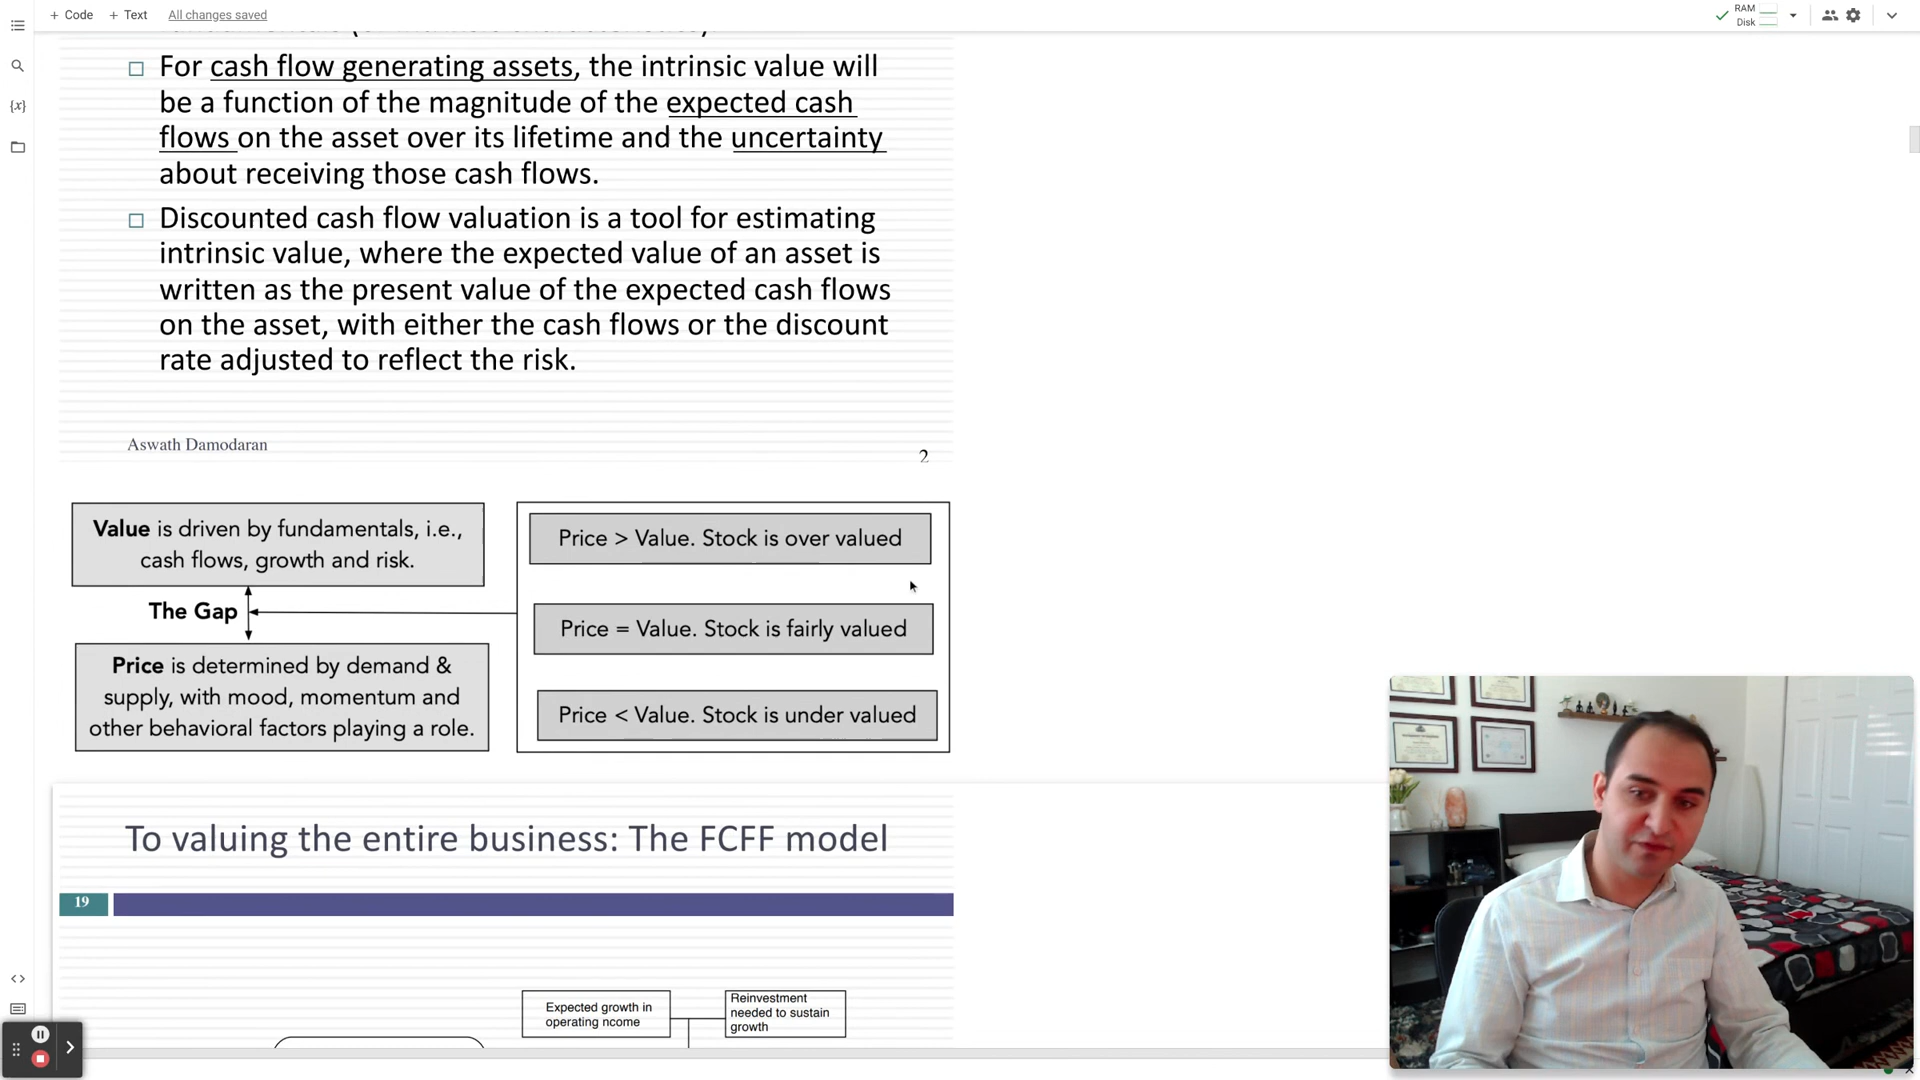 + Code
+ Text
All changes saved
RAM
Disk
For cash flow generating assets, the intrinsic value will
be a function of the magnitude of the expected cash
flows on the asset over its lifetime and the uncertainty
about receiving those cash flows.
Discounted cash flow valuation is a tool for estimating
intrinsic value, where the expected value of an asset is
written as the present value of the expected cash flows
on the asset, with either the cash flows or the discount
rate adjusted to reflect the risk.
Aswath Damodaran
2
Value is driven by fundamentals, i.e.,
cash flows, growth and risk.
The Gap
Price is determined by demand &
supply, with mood, momentum and
other behavioral factors playing a role.
Price > Value. Stock is over valued
Price = Value. Stock is fairly valued
Price < Value. Stock is under valued
To valuing the entire business: The FCFF model
19
Expected growth in
operating ncome
Reinvestment
needed to sustain
growth